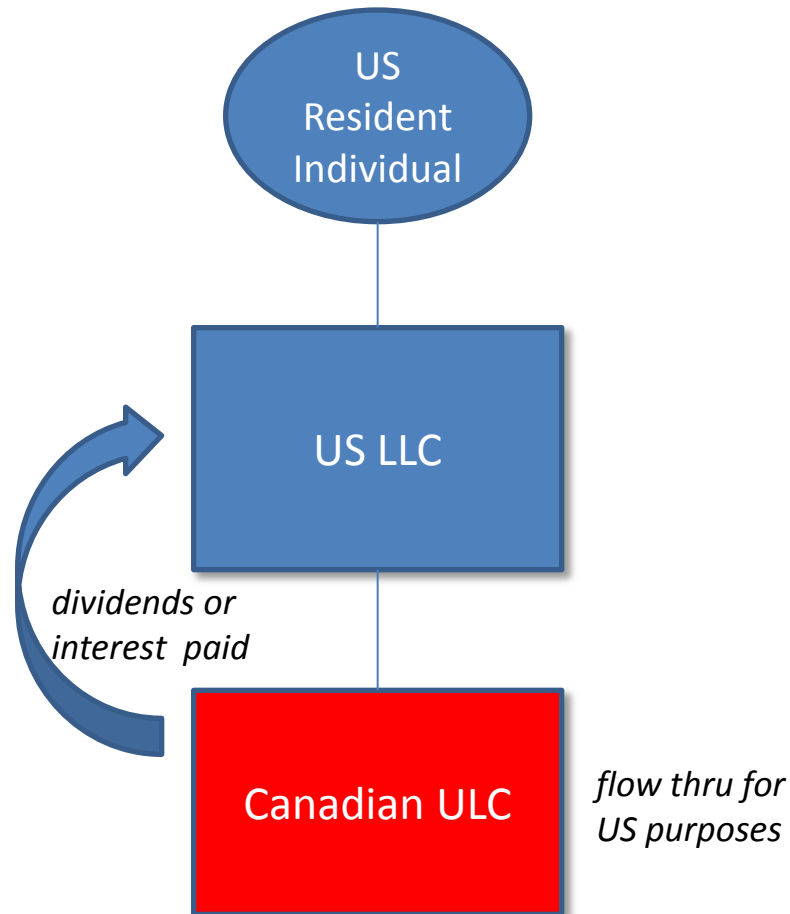 US
Resident
Individual
US LLC
dividends or
interest paid
Canadian ULC
flow thru for
US purposes